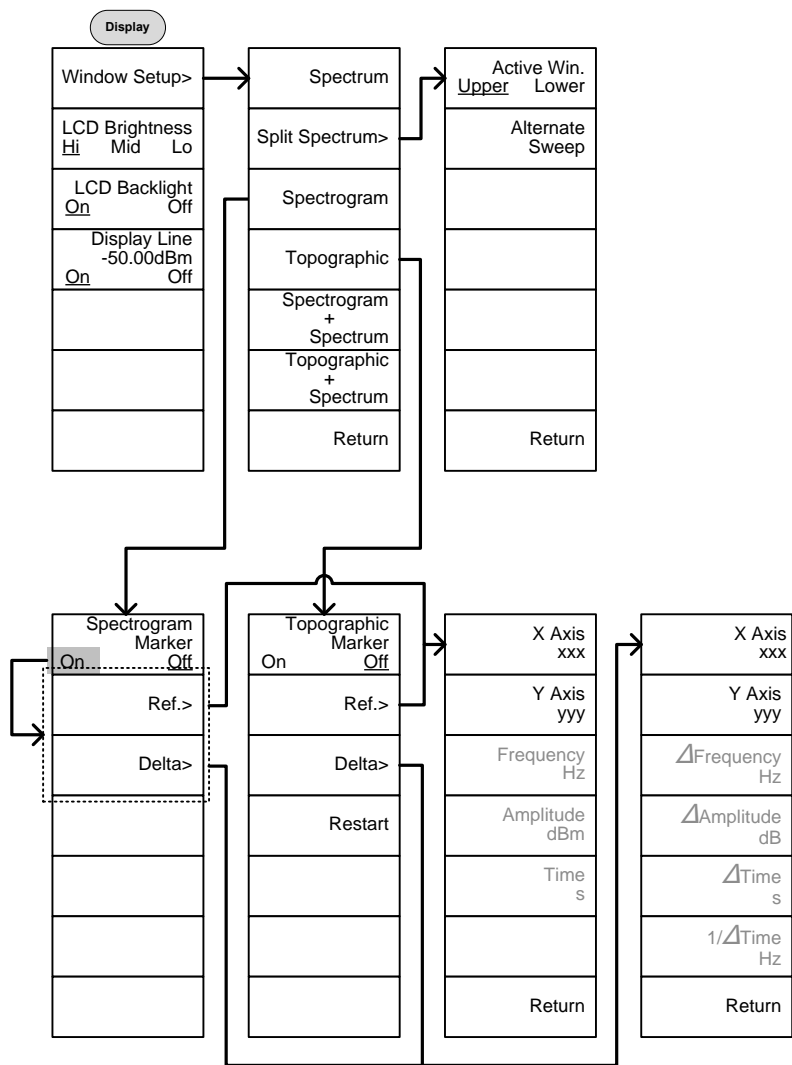 Display
Window Setup>
LCD Brightness
Hi Mid Lo
LCD Backlight
On Off
Display Line
-50.00dBm
On Off
Spectrum
Split Spectrum>
Spectrogram
Topographic
Spectrogram
+
Spectrum
Topographic
+
Spectrum
Return
Active Win.
Upper Lower
Alternate
Sweep
Return
Spectrogram
Marker
On Off
Ref.>
Delta>
Topographic
Marker
On Off
Ref.>
Delta>
Restart
X Axis
xxx
Y Axis
yyy
Frequency
Hz
Amplitude
dBm
Time
s
Return
X Axis
xxx
Y Axis
yyy
ΔFrequency
Hz
ΔAmplitude
dB
ΔTime
s
1/ΔTime
Hz
Return